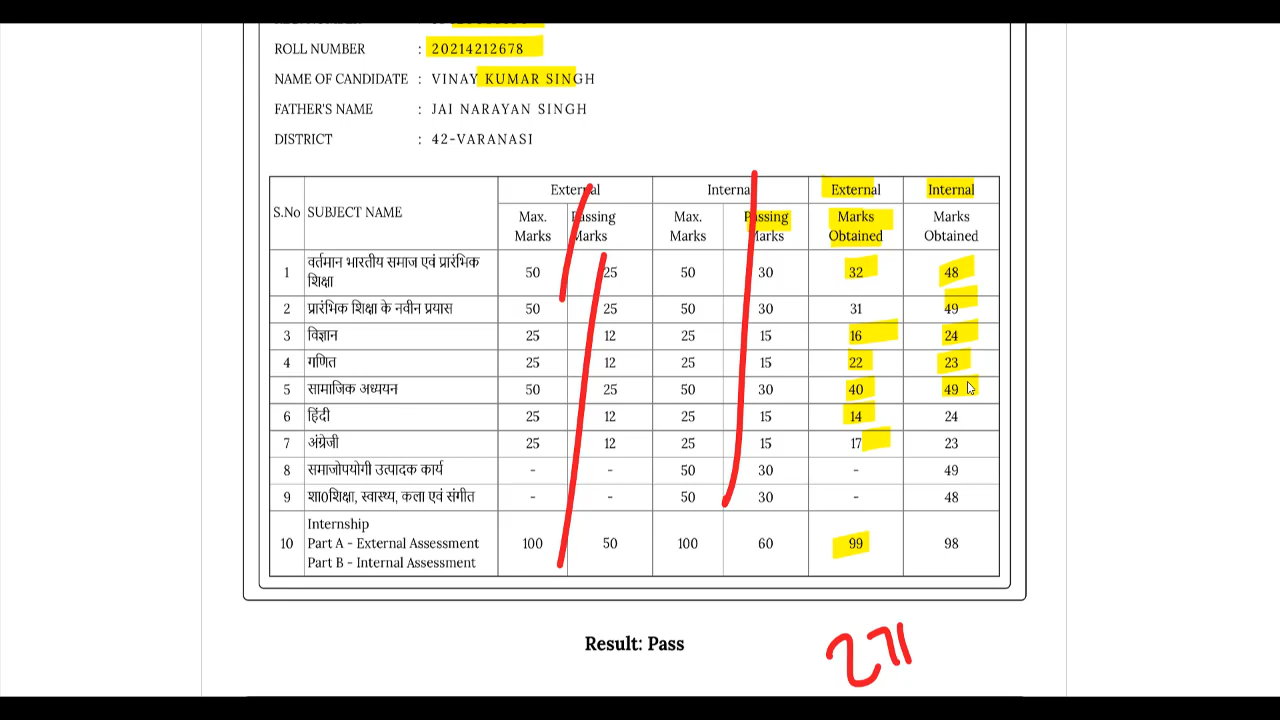 ROLL NUMBER : 20214212678
NAME OF CANDIDATE : VINAY KUMAR SINGH
FATHER'S NAME : JAI NARAYAN SINGH
DISTRICT : 42-VARANASI
S.No SUBJECT NAME External Internal External Internal
Max. Marks Passing Marks Max. Marks Passing Marks Marks Obtained Marks Obtained
1 वर्तमान भारतीय समाज एवं प्रारंभिक शिक्षा 50 25 50 30 32 48
2 प्रारंभिक शिक्षा के नवीन प्रयास 50 25 50 30 31 49
3 विज्ञान 25 12 25 15 16 24
4 गणित 25 12 25 15 22 23
5 सामाजिक अध्ययन 50 25 50 30 40 49
6 हिंदी 25 12 25 15 14 24
7 अंग्रेजी 25 12 25 15 17 23
8 समाजोपयोगी उत्पादक कार्य - - 50 30 - 49
9 शा0शिक्षा, स्वास्थ्य, कला एवं संगीत - - 50 30 - 48
10 Internship
Part A - External Assessment 100 50 100 60 99 98
Part B - Internal Assessment
Result: Pass
271